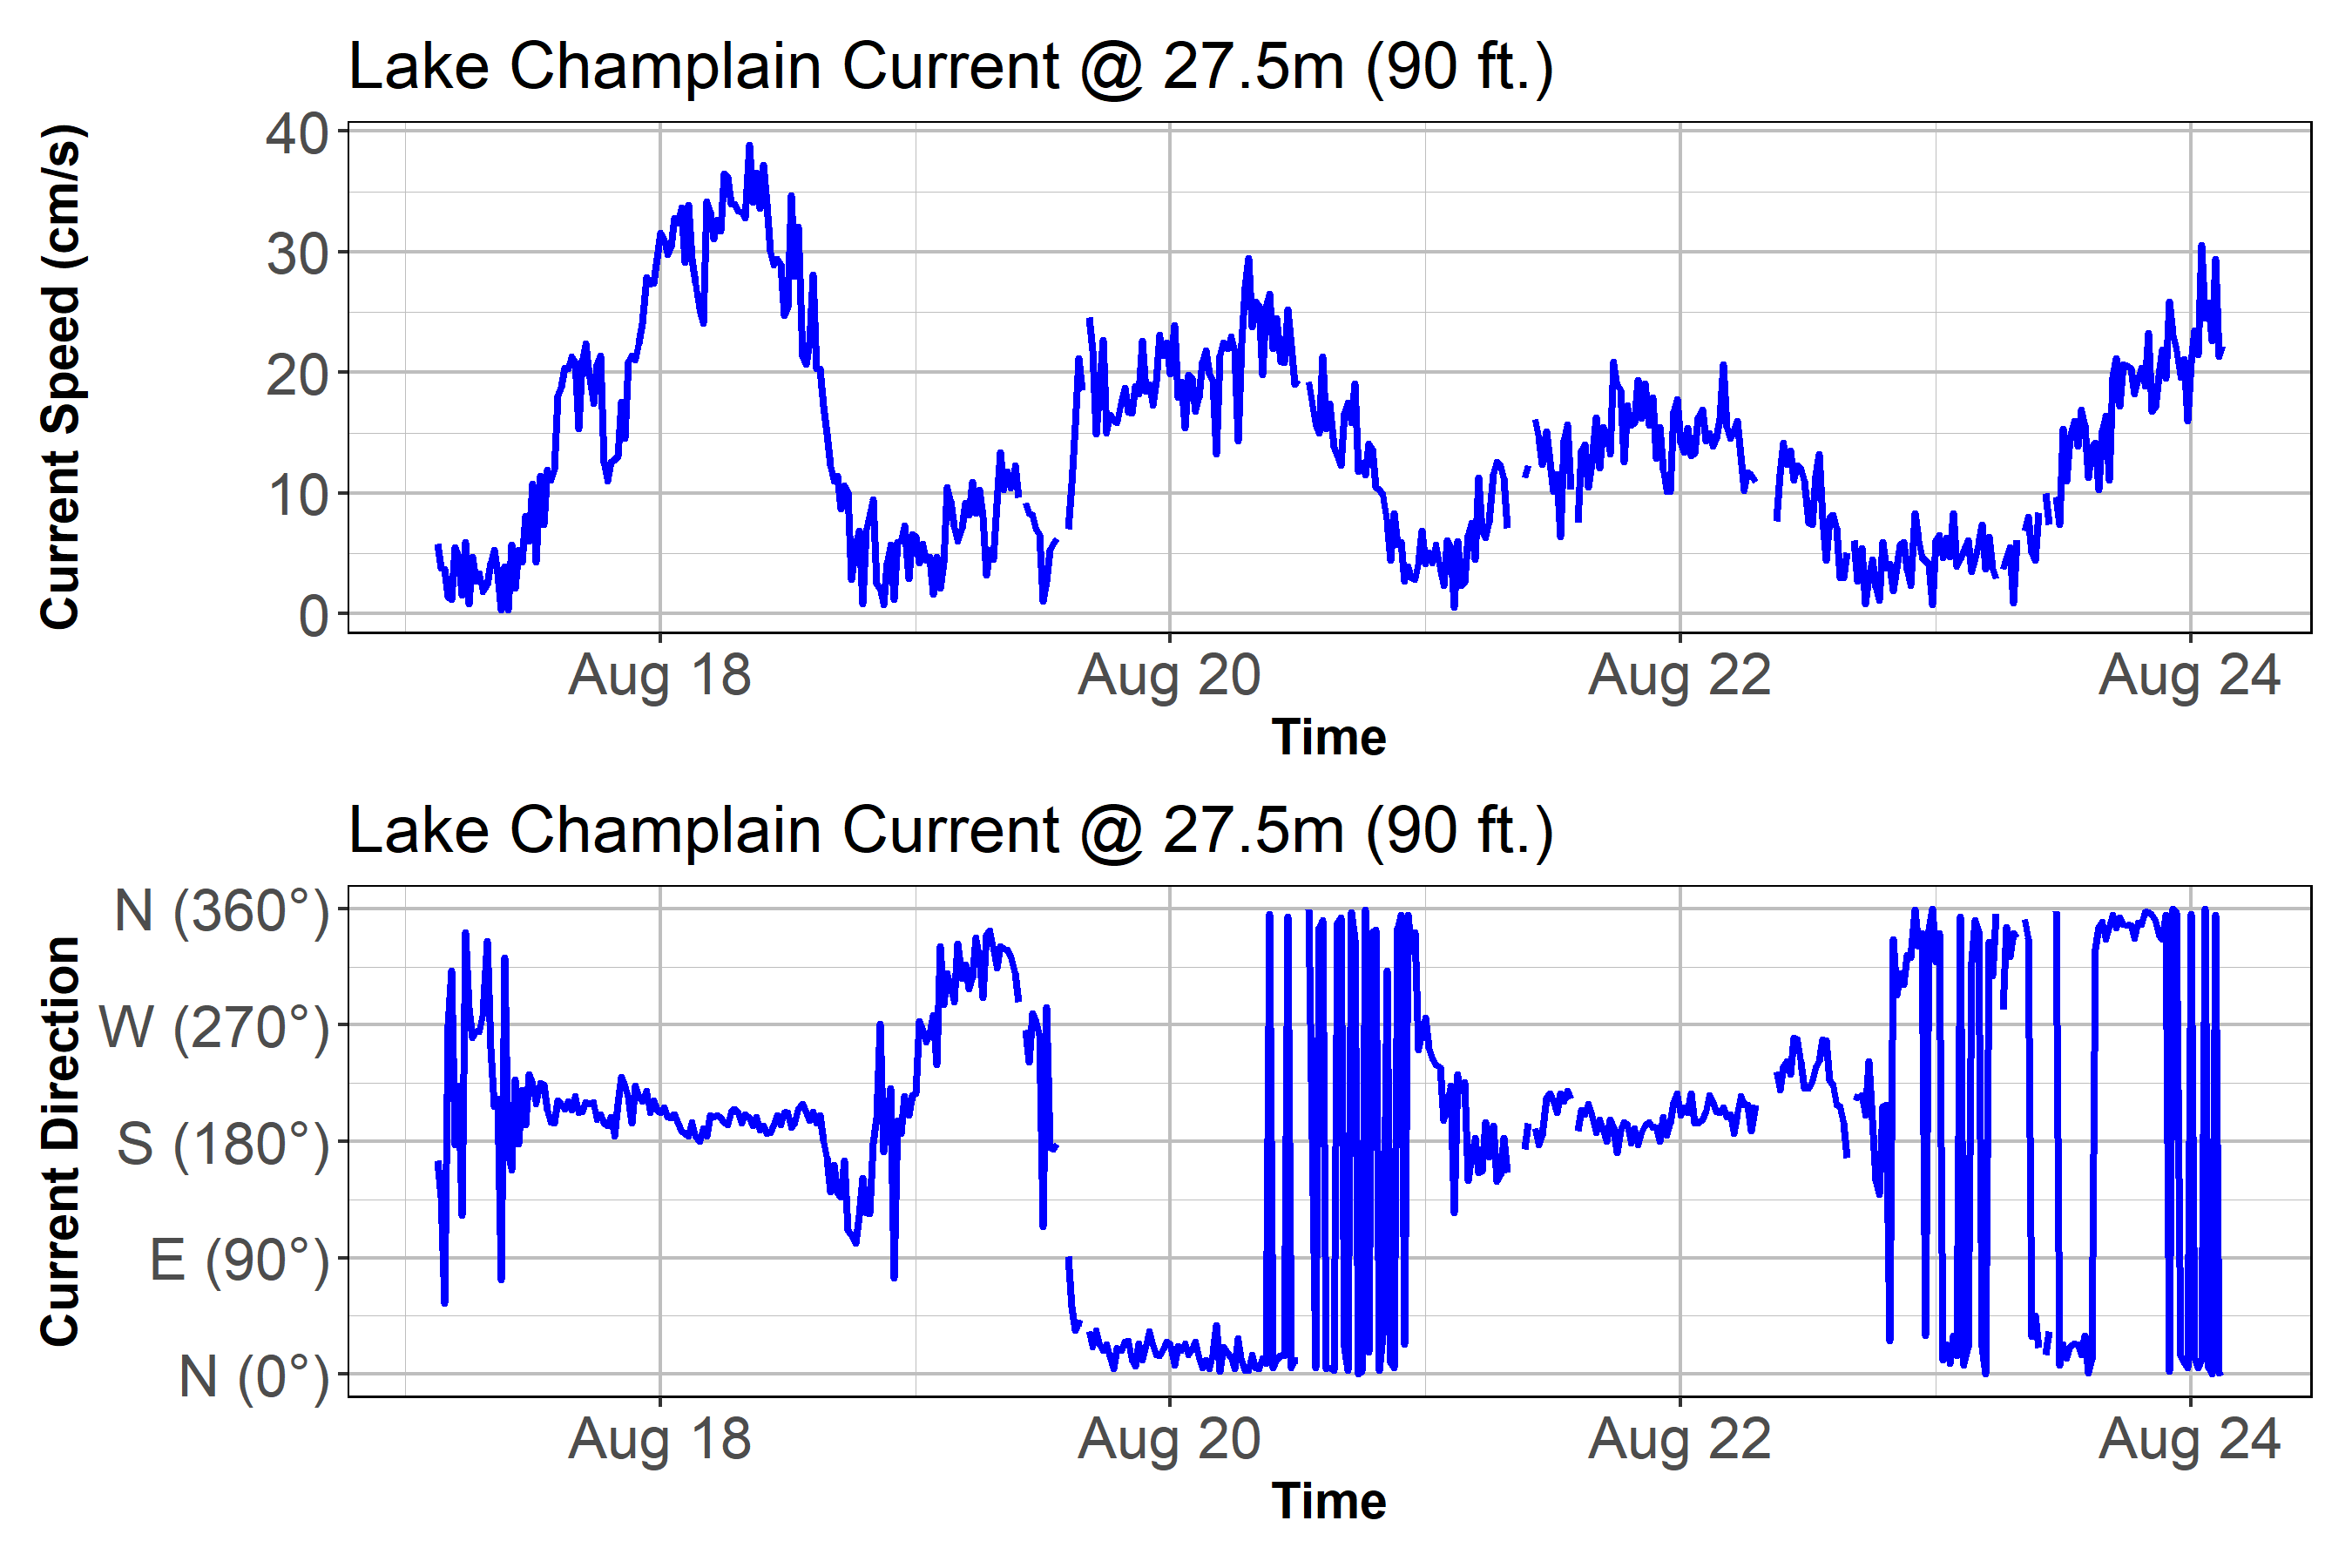 Lake Champlain Current @ 27.5m (90 ft.)
Current Speed (cm/s)
40
30
20
10
0
Aug 18 Aug 20 Aug 22 Aug 24
Time
Lake Champlain Current @ 27.5m (90 ft.)
Current Direction
N (360°)
W (270°)
S (180°)
E (90°)
N (0°)
Aug 18 Aug 20 Aug 22 Aug 24
Time